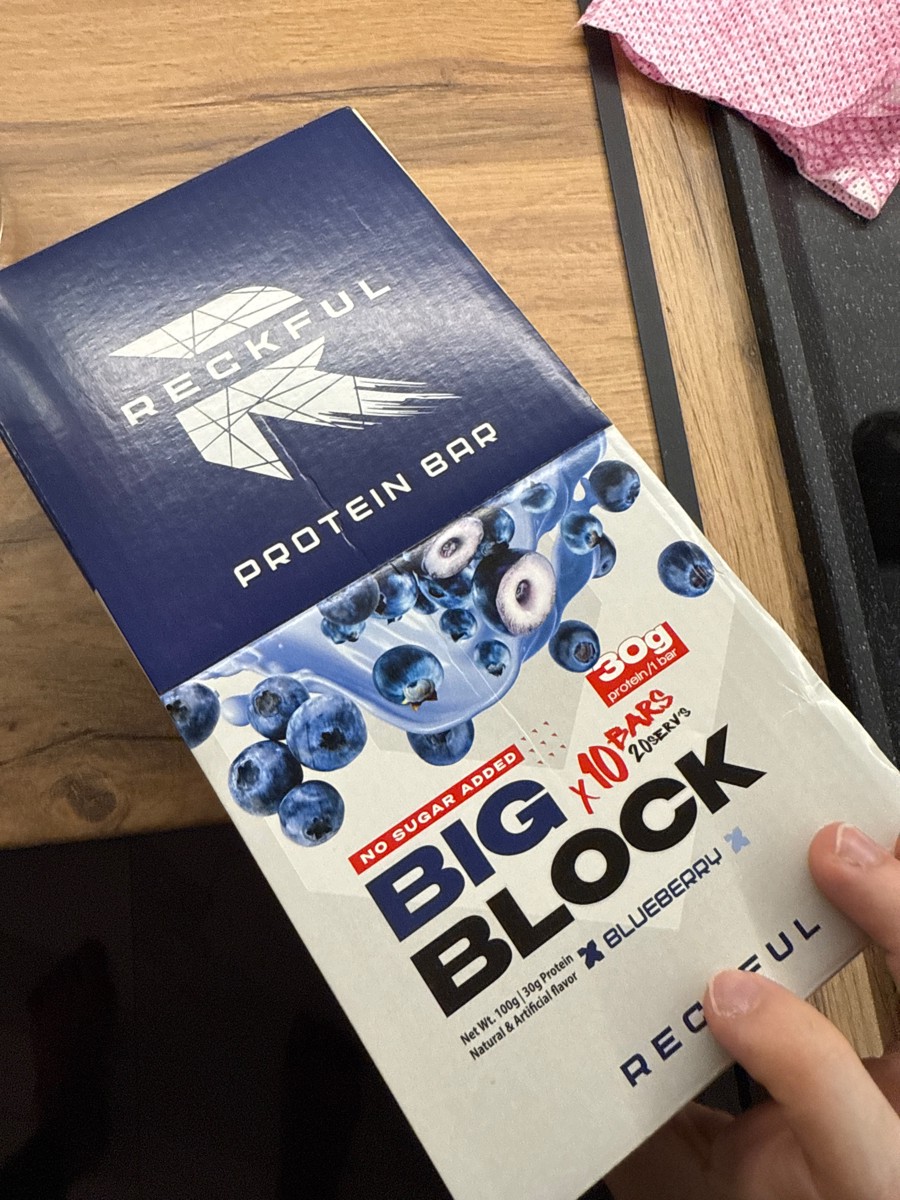 RECKFUL
PROTEIN BAR
30g
protein/1 bar
x10 BARS
20SERV'S
NO SUGAR ADDED
BIG
BLOCK
BLUEBERRY
Net Wt. 100g | 30g Protein
Natural & Artificial flavor
RECKFUL